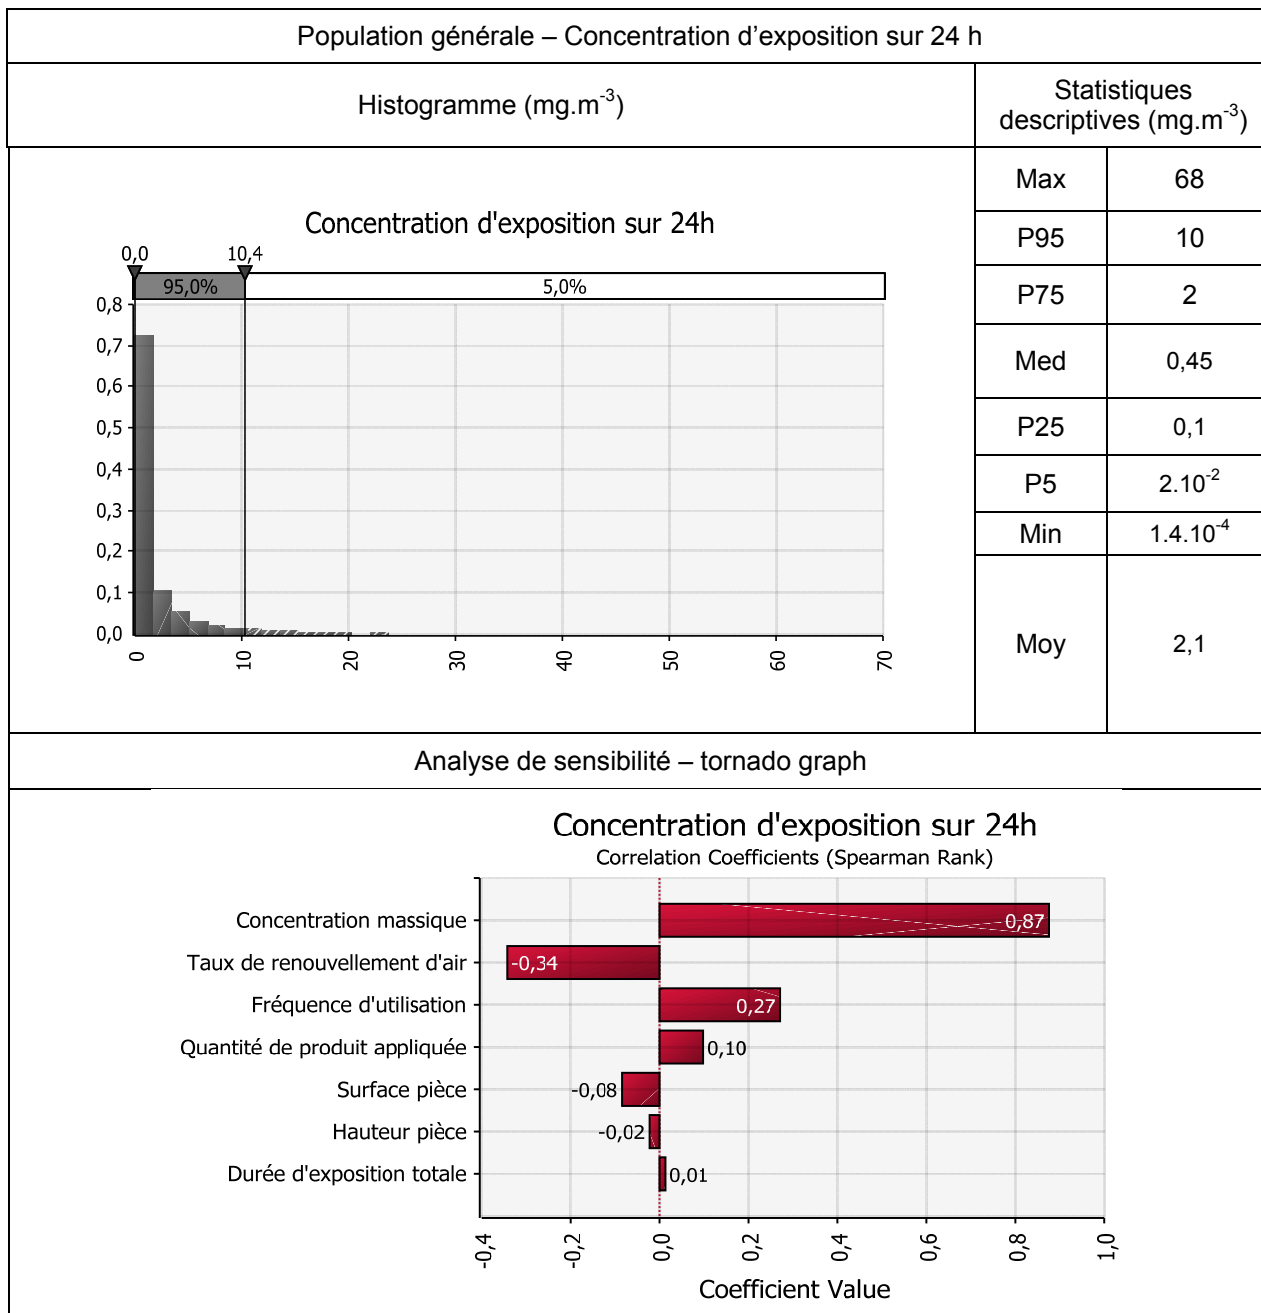 Population générale – Concentration d’exposition sur 24 h
Histogramme (mg.m-3)
Statistiques
descriptives (mg.m-3)
Concentration d'exposition sur 24h
0,0 10,4
95,0% 5,0%
0,8
0,7
0,6
0,5
0,4
0,3
0,2
0,1
0,0
0 10 20 30 40 50 60 70
Max 68
P95 10
P75 2
Med 0,45
P25 0,1
P5 2.10-2
Min 1.4.10-4
Moy 2,1
Analyse de sensibilité – tornado graph
Concentration d'exposition sur 24h
Correlation Coefficients (Spearman Rank)
Concentration massique 0,87
Taux de renouvellement d'air -0,34
Fréquence d'utilisation 0,27
Quantité de produit appliquée 0,10
Surface pièce -0,08
Hauteur pièce -0,02
Durée d'exposition totale 0,01
-0,4 -0,2 0,0 0,2 0,4 0,6 0,8 1,0
Coefficient Value